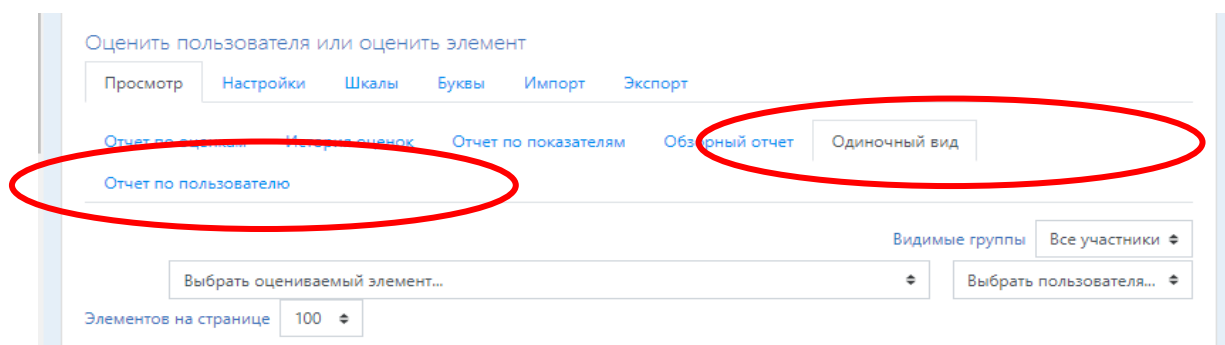 Оценить пользователя или оценить элемент
Просмотр Настройки Шкалы Буквы Импорт Экспорт
Отчет по оценкам История оценок Отчет по показателям Обзорный отчет Одиночный вид
Отчет по пользователю
Видимые группы Все участники
Выбрать оцениваемый элемент... Выбрать пользователя...
Элементов на странице 100